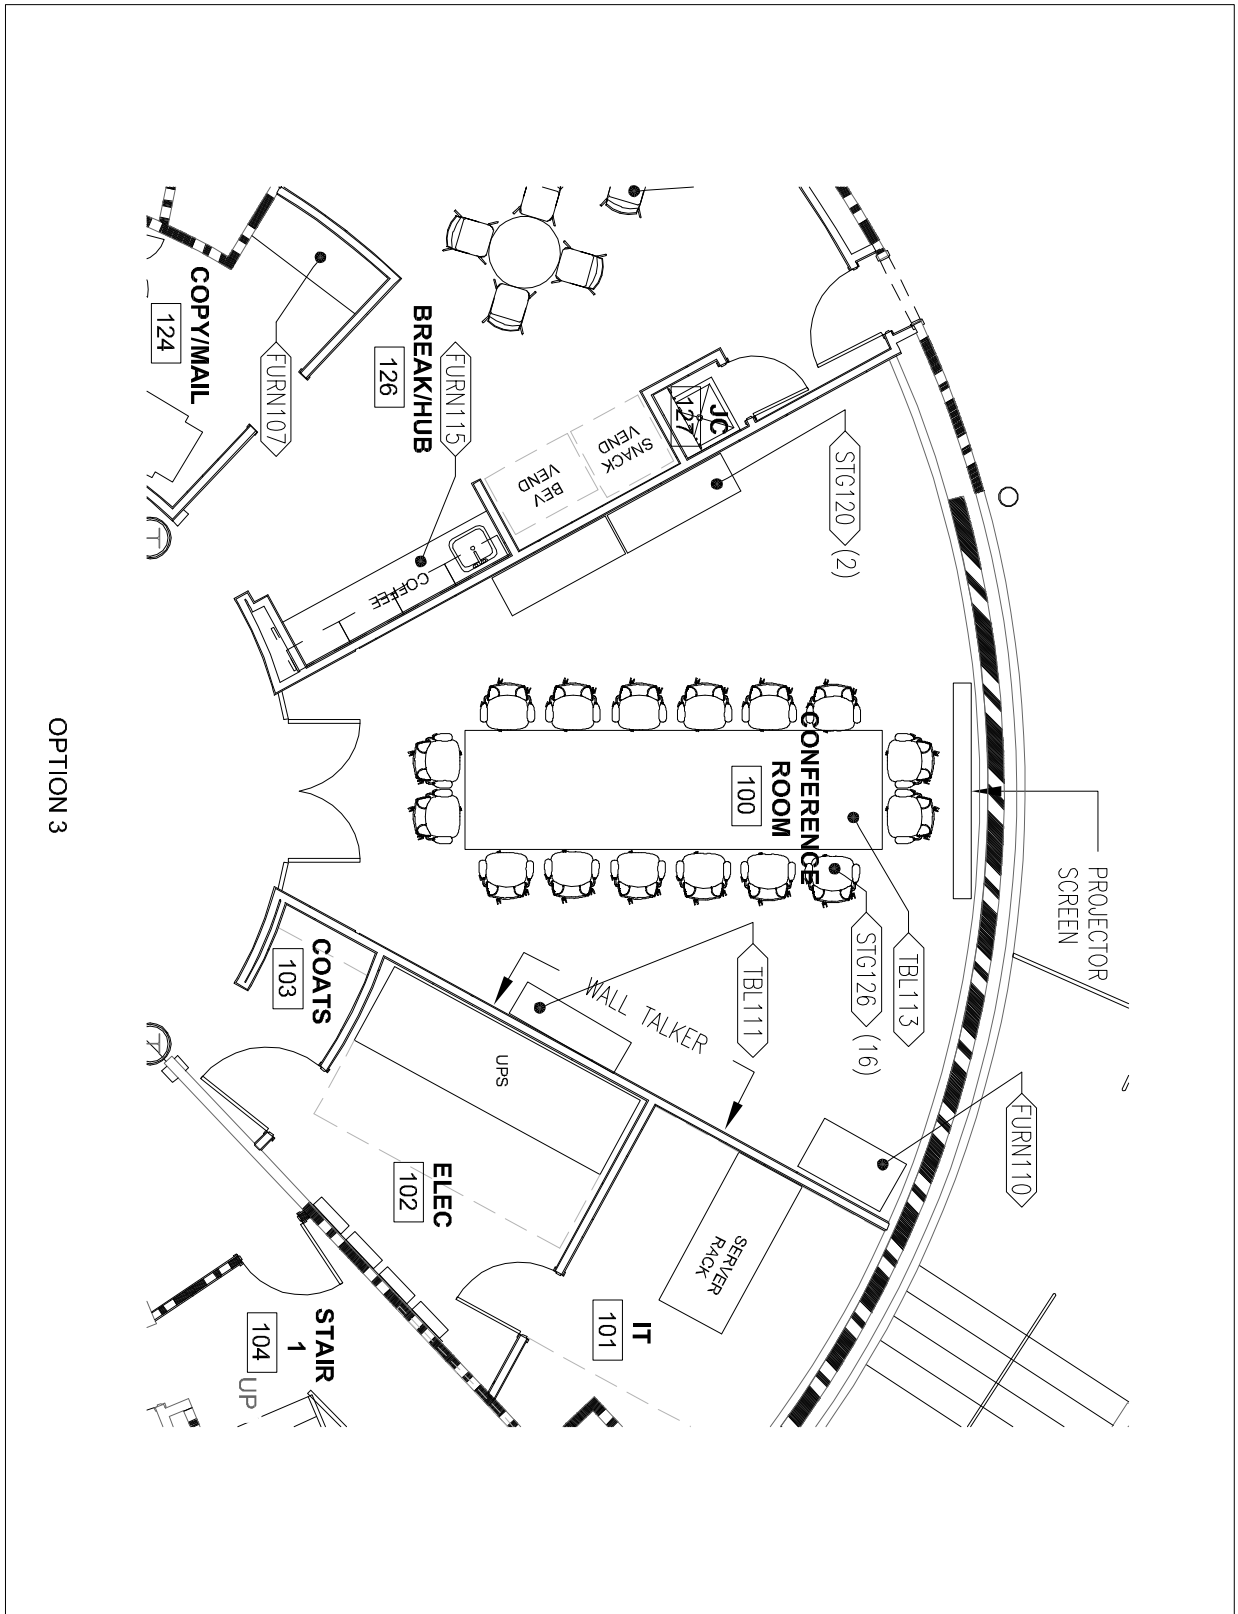 COPY/MAIL
124
FURN107
BREAK/HUB
126
FURN115
JC
127
SNACK
VEND
BEV
VEND
COFFEE
STG120 (2)
CONFERENCE
ROOM
100
PROJECTOR
SCREEN
TBL113
STG126 (16)
TBL111
WALL TALKER
FURN110
COATS
103
UPS
ELEC
102
SERVER
RACK
IT
101
STAIR
1
104
UP
T
T
OPTION 3